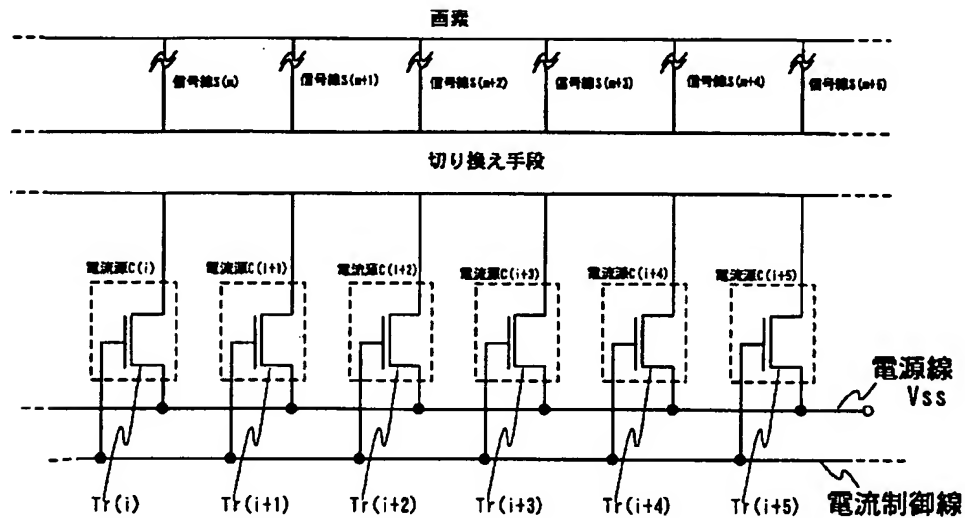 画素
信号線S(m)
信号線S(m+1)
信号線S(m+2)
信号線S(m+3)
信号線S(m+4)
信号線S(m+5)
切り換え手段
電流源C(i)
電流源C(i+1)
電流源C(i+2)
電流源C(i+3)
電流源C(i+4)
電流源C(i+5)
電源線
Vss
Tr(i)
Tr(i+1)
Tr(i+2)
Tr(i+3)
Tr(i+4)
Tr(i+5)
電流制御線